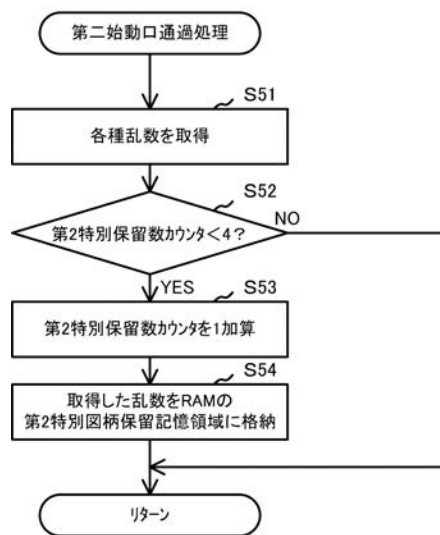 第二始動口通過処理
S51
各種乱数を取得
S52
第2特別保留数カウンタ<4?
NO
YES
S53
第2特別保留数カウンタを1加算
S54
取得した乱数をRAMの
第2特別図柄保留記憶領域に格納
リターン